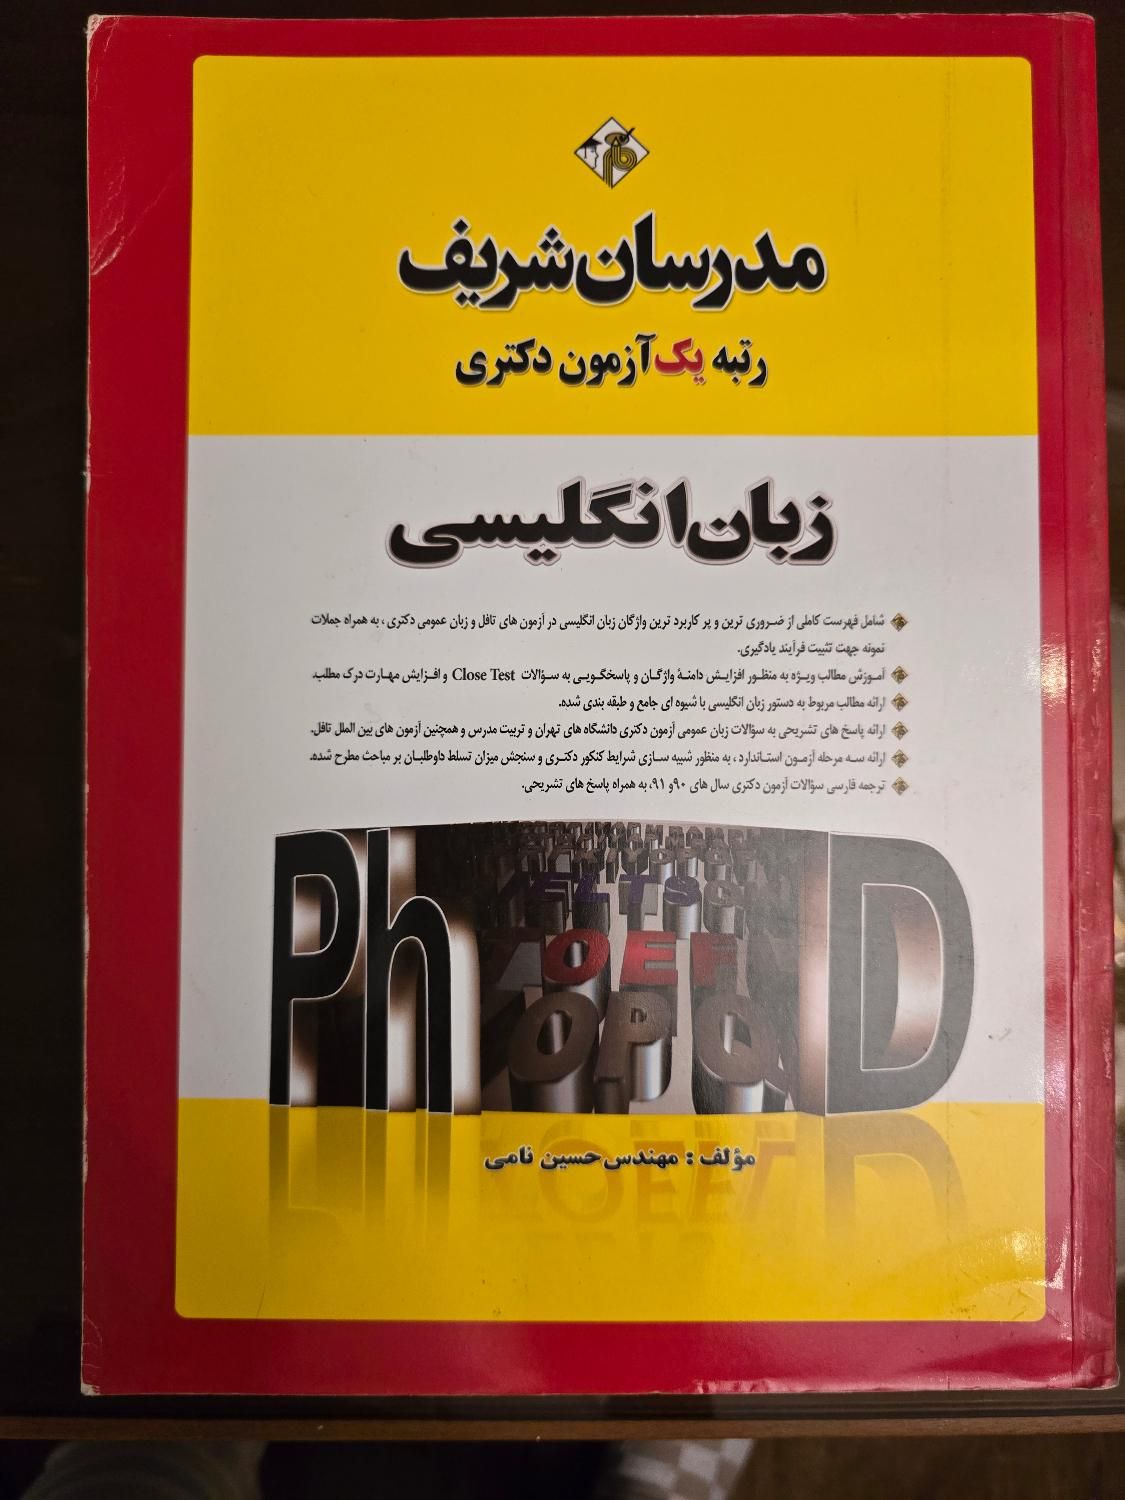 مدرسان شریف
رتبه یک آزمون دکتری
زبان انگلیسی
شامل فهرست کاملی از ضروری ترین و پر کاربرد ترین واژگان زبان انگلیسی در آزمون های تافل و زبان عمومی دکتری ، به همراه جملات
نمونه جهت تثبیت فرآیند یادگیری.
آموزش مطالب ویژه به منظور افزایش دامنهٔ واژگان و پاسخگویی به سؤالات Close Test و افزایش مهارت درک مطلب.
ارائه مطالب مربوط به دستور زبان انگلیسی با شیوه ای جامع و طبقه بندی شده.
ارائه پاسخ های تشریحی به سؤالات زبان عمومی آزمون دکتری دانشگاه های تهران و تربیت مدرس و همچنین آزمون های بین الملل تافل.
ارائه سه مرحله آزمون استاندارد ، به منظور شبیه سازی شرایط کنکور دکتری و سنجش میزان تسلط داوطلبان بر مباحث مطرح شده.
ترجمه فارسی سؤالات آزمون دکتری سال های ۹۰ و ۹۱، به همراه پاسخ های تشریحی.
PhD
IELTS
TOEF
OPQ
مؤلف : مهندس حسین نامی